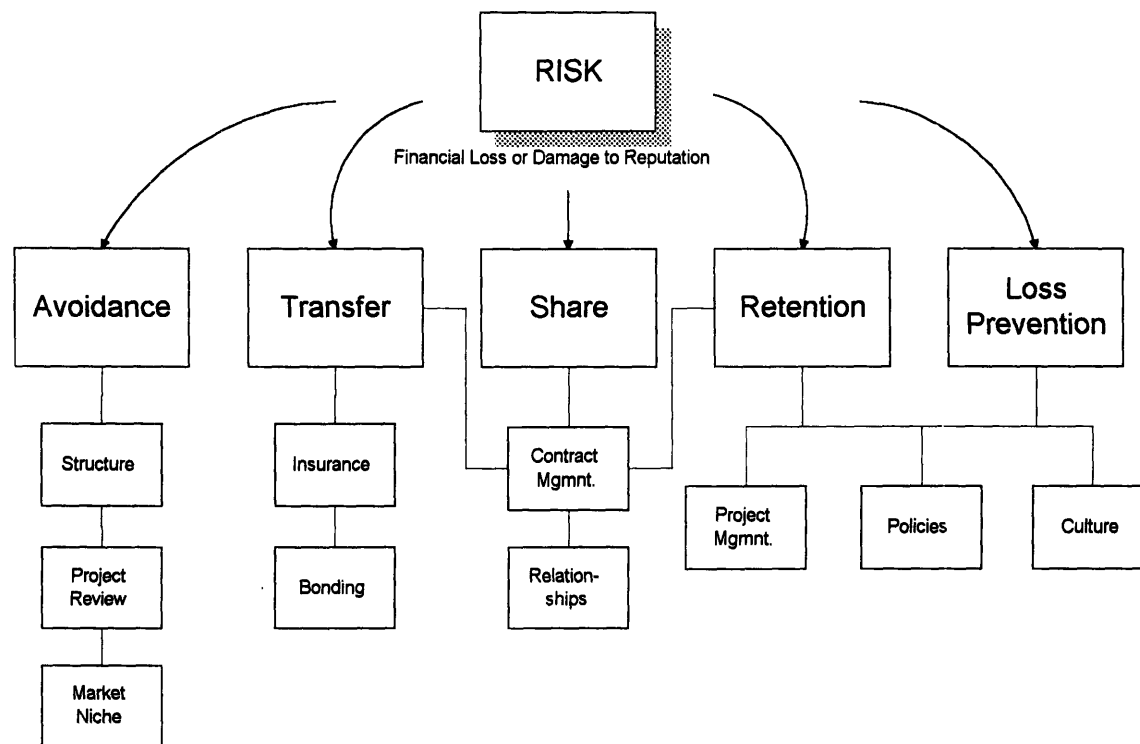 RISK
Financial Loss or Damage to Reputation
Avoidance
Transfer
Share
Retention
Loss
Prevention
Structure
Insurance
Contract
Mgmnt.
Project
Mgmnt.
Policies
Culture
Project
Review
Bonding
Relation-
ships
Market
Niche